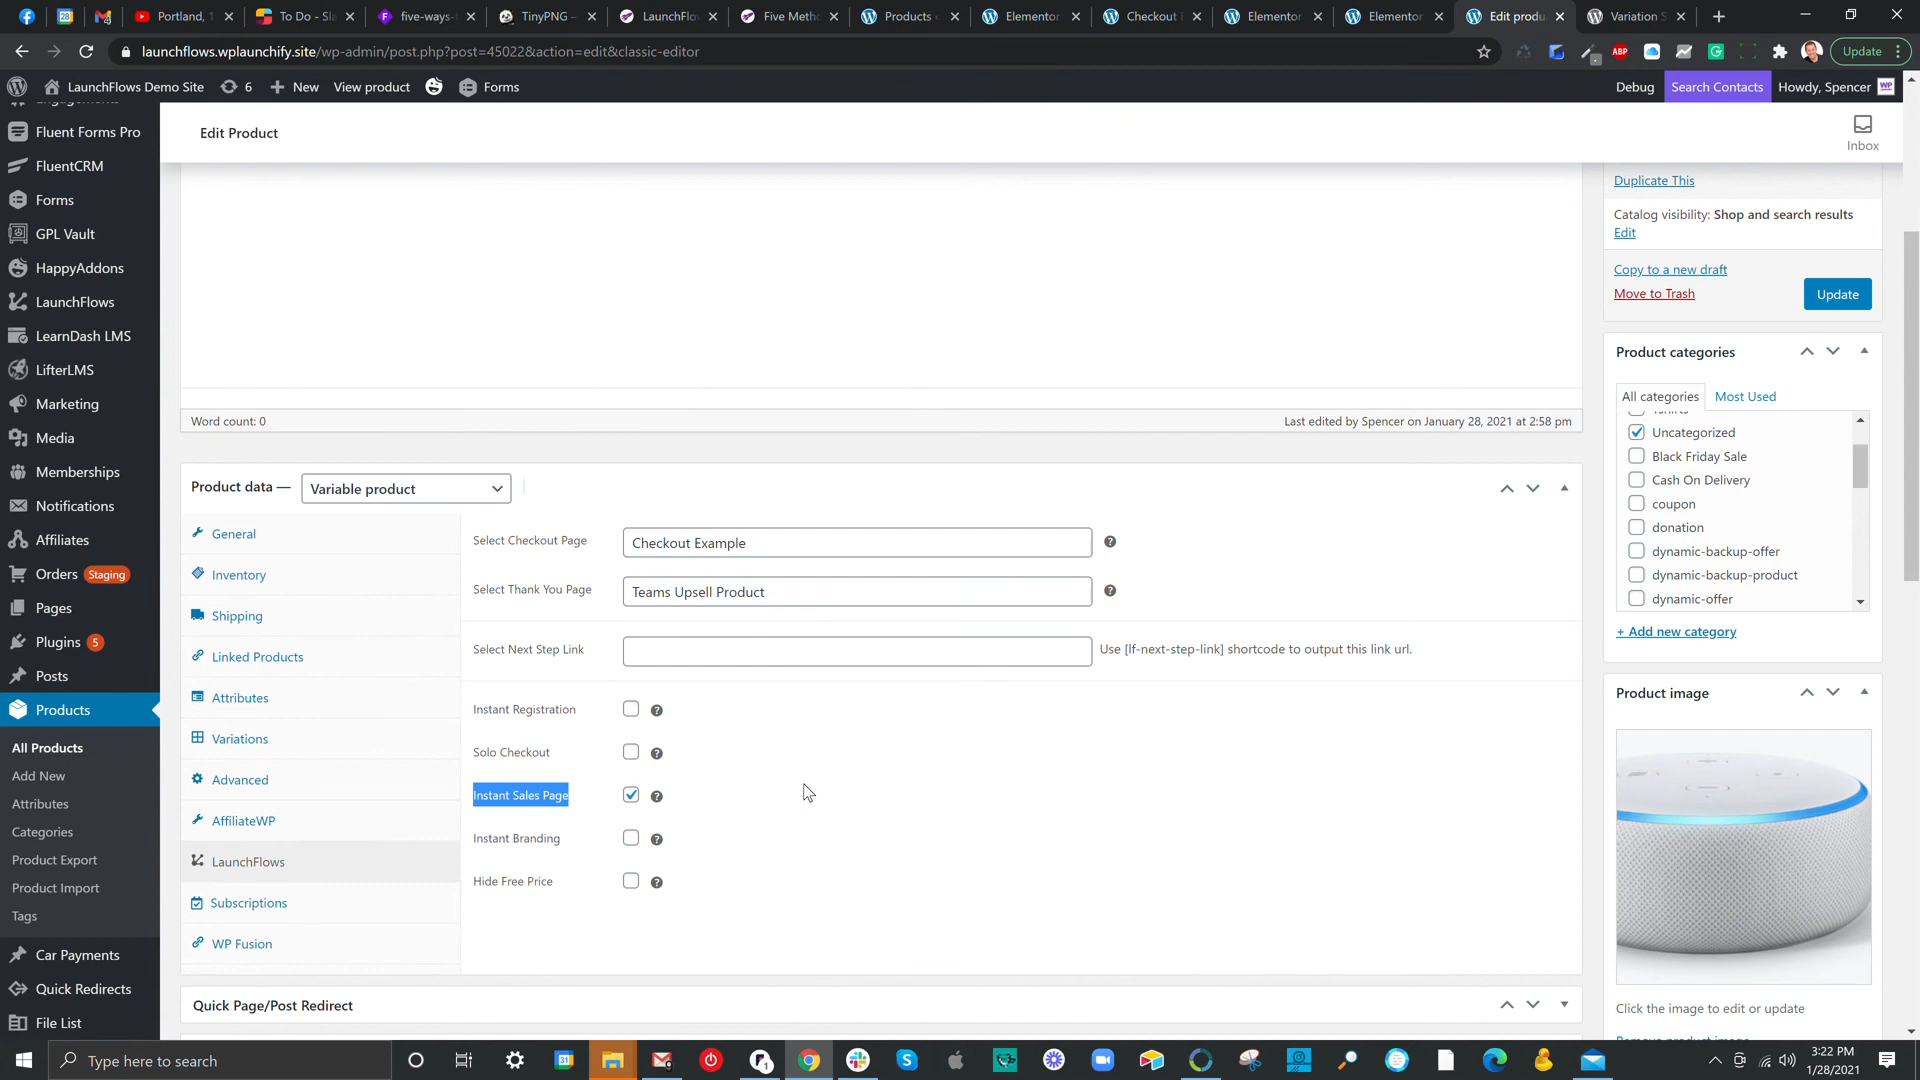 Portland, 1
To Do - Sla
five-ways-
TinyPNG –
LaunchFlo
Five Metho
Products
Elementor
Checkout E
Elementor
Elementor
Edit produ
Variation S
launchflows.wplaunchify.site/wp-admin/post.php?post=45022&action=edit&classic-editor
ABP
Update
LaunchFlows Demo Site
6
New
View product
Forms
Debug
Search Contacts
Howdy, Spencer
Edit Product
Inbox
Fluent Forms Pro
FluentCRM
Forms
GPL Vault
HappyAddons
LaunchFlows
LearnDash LMS
LifterLMS
Marketing
Media
Memberships
Notifications
Affiliates
Orders Staging
Pages
Plugins 5
Posts
Products
All Products
Add New
Attributes
Categories
Product Export
Product Import
Tags
Car Payments
Quick Redirects
File List
Word count: 0
Last edited by Spencer on January 28, 2021 at 2:58 pm
Product data —
Variable product
General
Inventory
Shipping
Linked Products
Attributes
Variations
Advanced
AffiliateWP
LaunchFlows
Subscriptions
WP Fusion
Select Checkout Page
Checkout Example
Select Thank You Page
Teams Upsell Product
Select Next Step Link
Use [lf-next-step-link] shortcode to output this link url.
Instant Registration
Solo Checkout
Instant Sales Page
Instant Branding
Hide Free Price
Quick Page/Post Redirect
Duplicate This
Catalog visibility: Shop and search results
Edit
Copy to a new draft
Move to Trash
Update
Product categories
All categories
Most Used
Uncategorized
Black Friday Sale
Cash On Delivery
coupon
donation
dynamic-backup-offer
dynamic-backup-product
dynamic-offer
+ Add new category
Product image
Click the image to edit or update
Type here to search
3:22 PM
1/28/2021